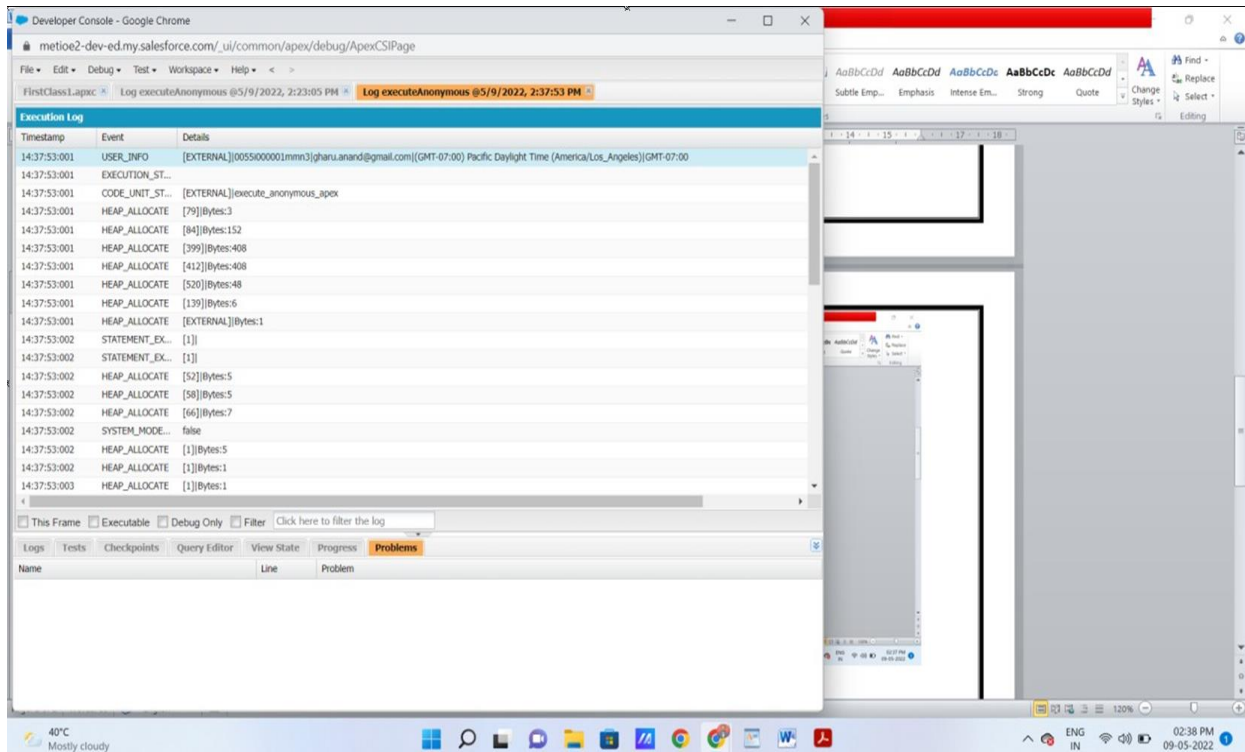 Developer Console - Google Chrome
metioe2-dev-ed.my.salesforce.com/_ui/common/apex/debug/ApexCSIPage
File Edit Debug Test Workspace Help < >
FirstClass1.apxc Log executeAnonymous @5/9/2022, 2:23:05 PM Log executeAnonymous @5/9/2022, 2:37:53 PM
Execution Log
Timestamp Event Details
14:37:53:001 USER_INFO [EXTERNAL]|0055i000001mmn3|gharu.anand@gmail.com|(GMT-07:00) Pacific Daylight Time (America/Los_Angeles)|GMT-07:00
14:37:53:001 EXECUTION_ST...
14:37:53:001 CODE_UNIT_ST... [EXTERNAL]|execute_anonymous_apex
14:37:53:001 HEAP_ALLOCATE [79]|Bytes:3
14:37:53:001 HEAP_ALLOCATE [84]|Bytes:152
14:37:53:001 HEAP_ALLOCATE [399]|Bytes:408
14:37:53:001 HEAP_ALLOCATE [412]|Bytes:408
14:37:53:001 HEAP_ALLOCATE [520]|Bytes:48
14:37:53:001 HEAP_ALLOCATE [139]|Bytes:6
14:37:53:001 HEAP_ALLOCATE [EXTERNAL]|Bytes:1
14:37:53:002 STATEMENT_EX... [1]|
14:37:53:002 STATEMENT_EX... [1]|
14:37:53:002 HEAP_ALLOCATE [52]|Bytes:5
14:37:53:002 HEAP_ALLOCATE [58]|Bytes:5
14:37:53:002 HEAP_ALLOCATE [66]|Bytes:7
14:37:53:002 SYSTEM_MODE... false
14:37:53:002 HEAP_ALLOCATE [1]|Bytes:5
14:37:53:002 HEAP_ALLOCATE [1]|Bytes:1
14:37:53:003 HEAP_ALLOCATE [1]|Bytes:1
This Frame Executable Debug Only Filter Click here to filter the log
Logs Tests Checkpoints Query Editor View State Progress Problems
Name Line Problem
AaBbCcDd AaBbCcDd AaBbCcDc AaBbCcDc AaBbCcDd
Subtle Emp... Emphasis Intense Em... Strong Quote
Change Styles
Find
Replace
Select
Editing
14 15 17 18
120%
40°C
Mostly cloudy
ENG
IN
02:38 PM
09-05-2022